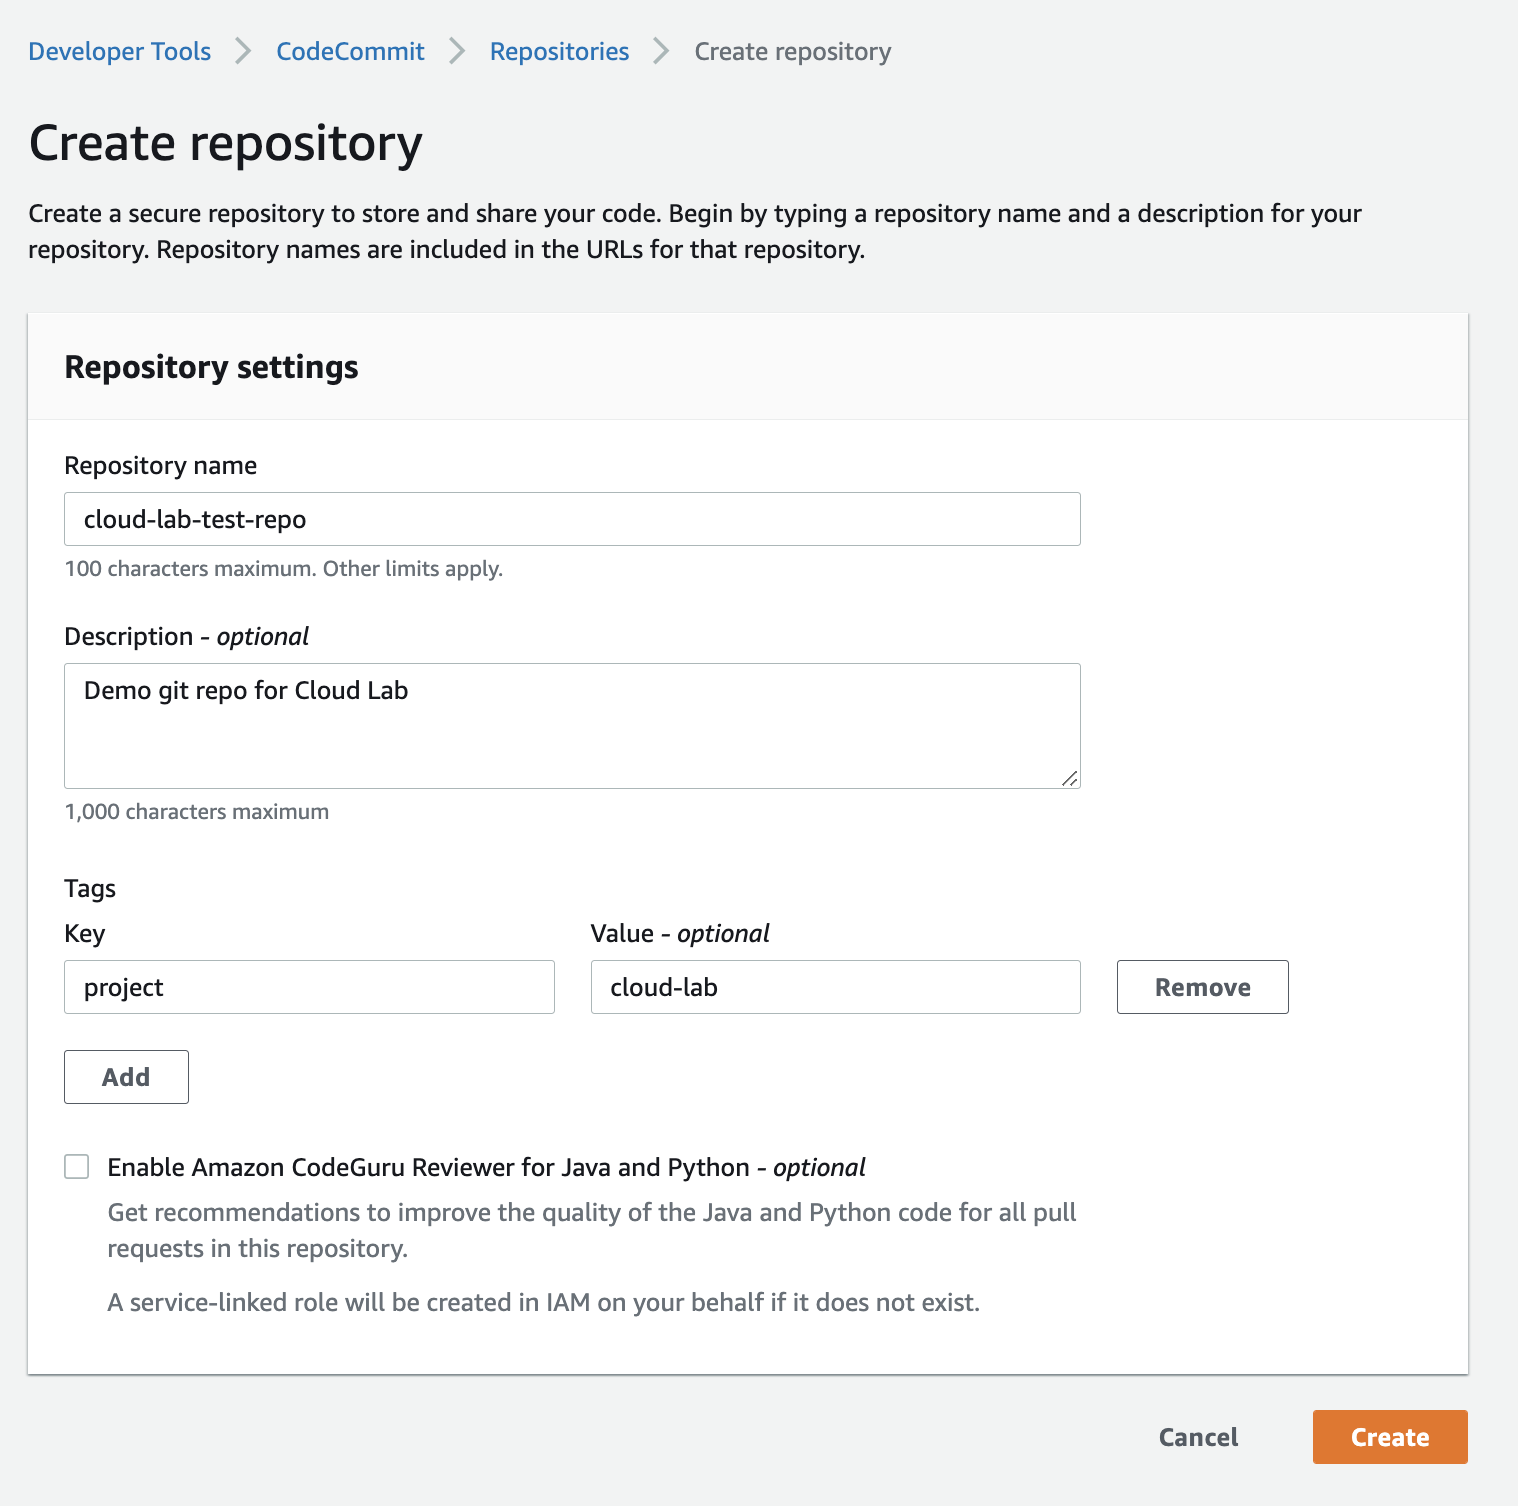 Developer Tools > CodeCommit > Repositories > Create repository
Create repository
Create a secure repository to store and share your code. Begin by typing a repository name and a description for your
repository. Repository names are included in the URLs for that repository.
Repository settings
Repository name
cloud-lab-test-repo
100 characters maximum. Other limits apply.
Description - optional
Demo git repo for Cloud Lab
1,000 characters maximum
Tags
Key
Value - optional
project
cloud-lab
Remove
Add
Enable Amazon CodeGuru Reviewer for Java and Python - optional
Get recommendations to improve the quality of the Java and Python code for all pull
requests in this repository.
A service-linked role will be created in IAM on your behalf if it does not exist.
Cancel
Create